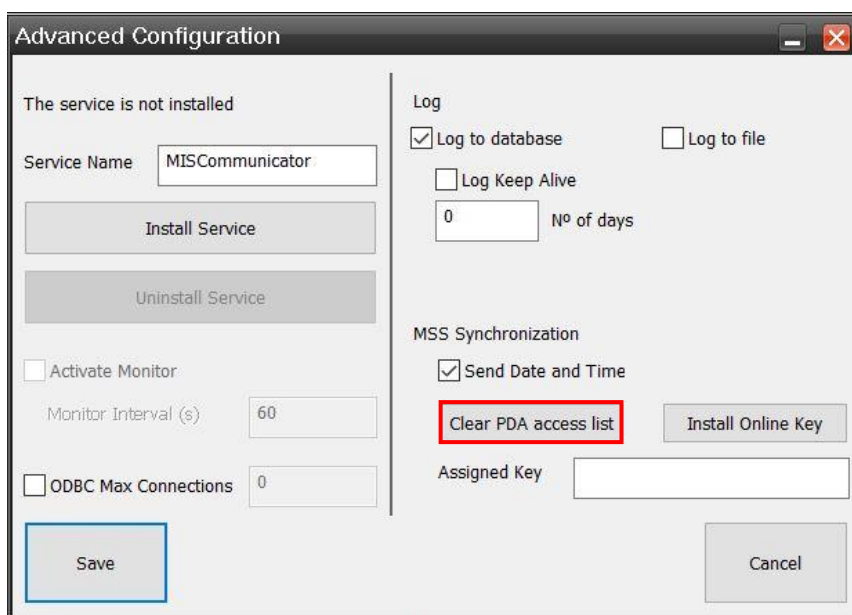 Advanced Configuration
The service is not installed
Service Name MISCommunicator
Install Service
Uninstall Service
Activate Monitor
Monitor Interval (s) 60
ODBC Max Connections 0
Save
Log
Log to database Log to file
Log Keep Alive
0 Nº of days
MSS Synchronization
Send Date and Time
Clear PDA access list Install Online Key
Assigned Key
Cancel